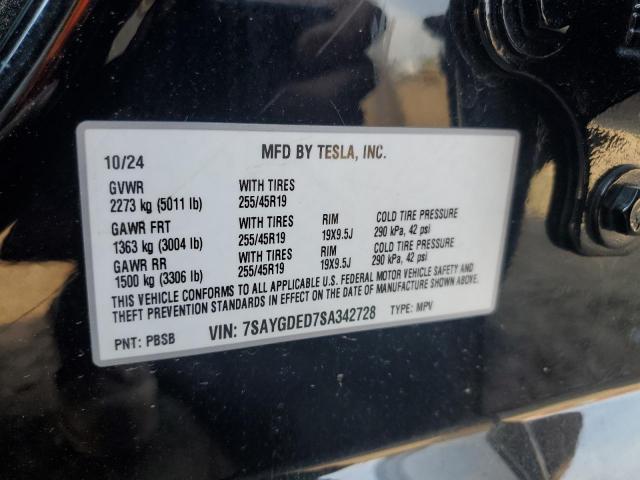 MFD BY TESLA, INC.
10/24
GVWR WITH TIRES
2273 kg (5011 lb) 255/45R19
GAWR FRT WITH TIRES RIM COLD TIRE PRESSURE
1363 kg (3004 lb) 255/45R19 19X9.5J 290 kPa, 42 psi
GAWR RR WITH TIRES RIM COLD TIRE PRESSURE
1500 kg (3306 lb) 255/45R19 19X9.5J 290 kPa, 42 psi
THIS VEHICLE CONFORMS TO ALL APPLICABLE U.S. FEDERAL MOTOR VEHICLE SAFETY AND
THEFT PREVENTION STANDARDS IN EFFECT ON THE DATE OF MANUFACTURE SHOWN ABOVE.
PNT: PBSB VIN: 7SAYGDED7SA342728 TYPE: MPV